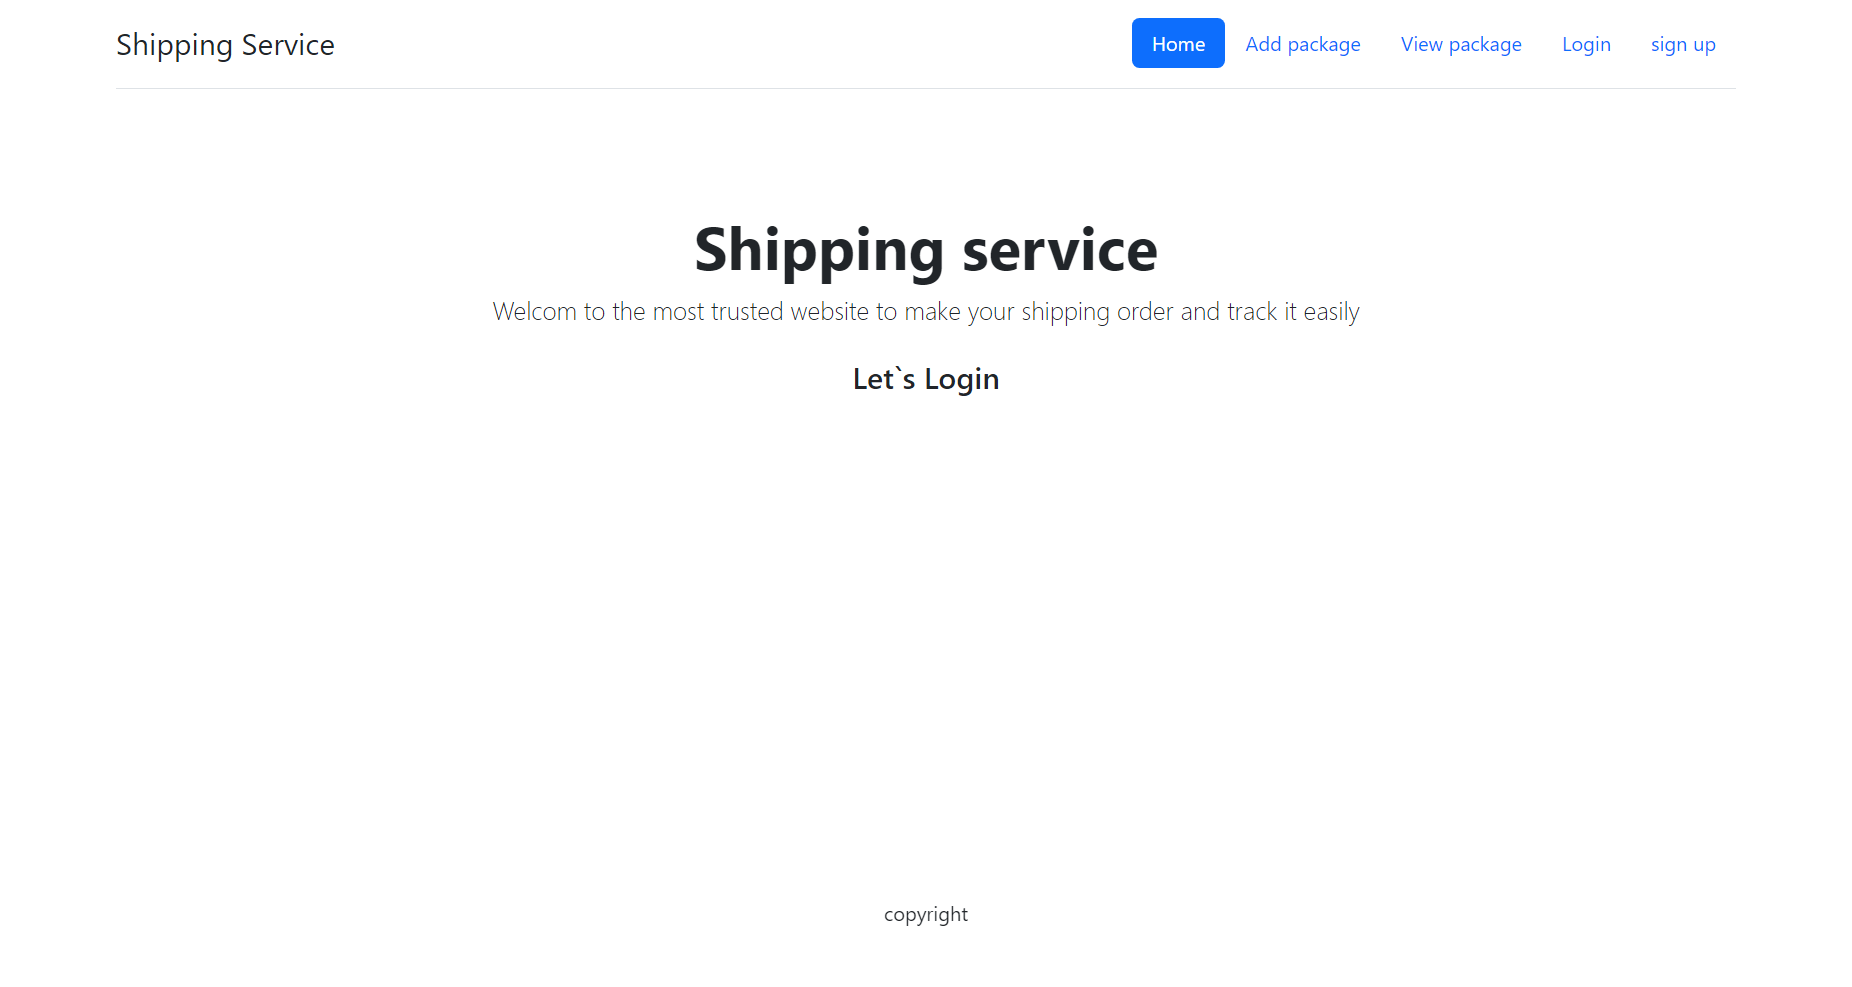 Shipping Service
Home Add package View package Login sign up
Shipping service
Welcom to the most trusted website to make your shipping order and track it easily
Let`s Login
copyright